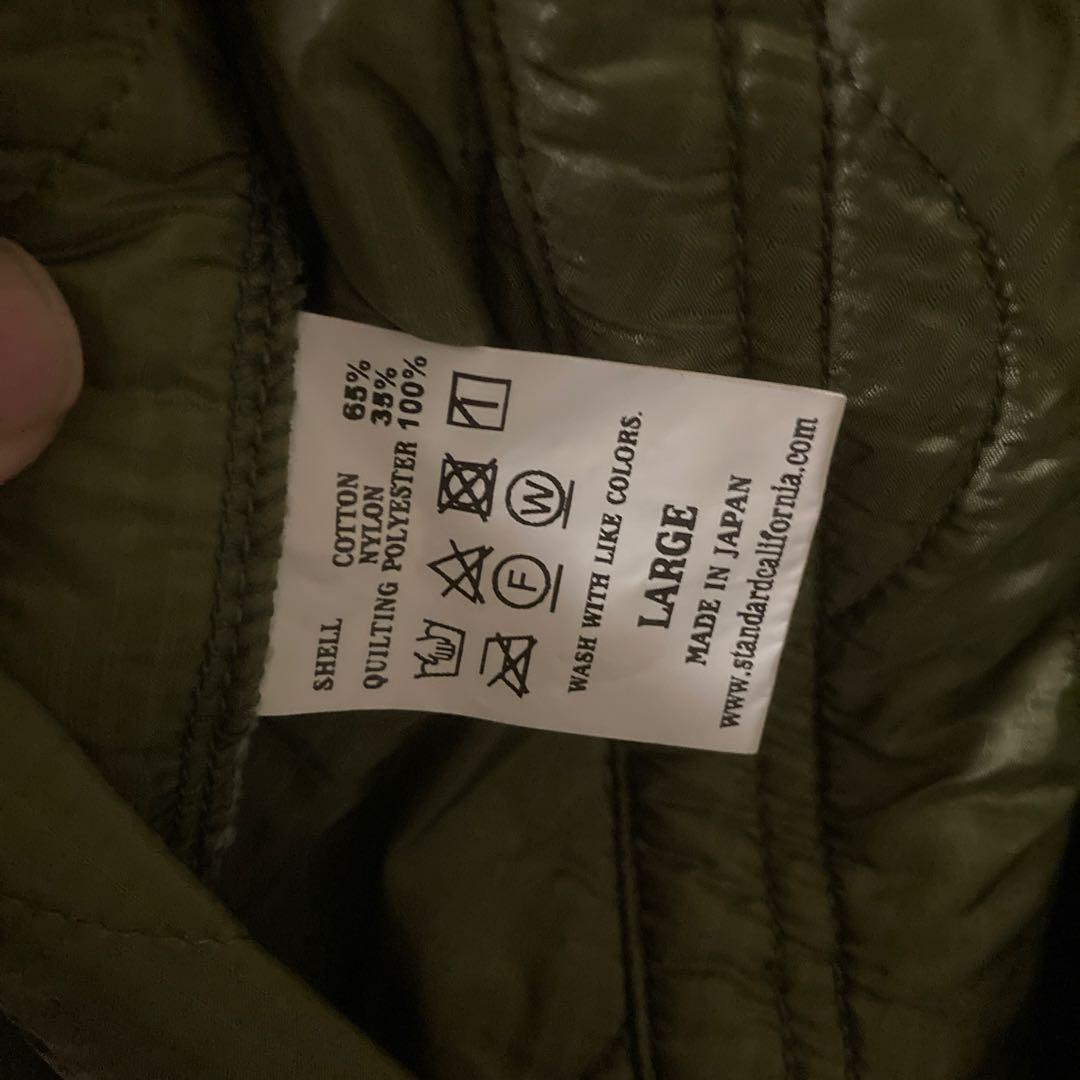 SHELL COTTON 65%
NYLON 35%
QUILTING POLYESTER 100%
F W
WASH WITH LIKE COLORS.
LARGE
MADE IN JAPAN
www.standardcalifornia.com